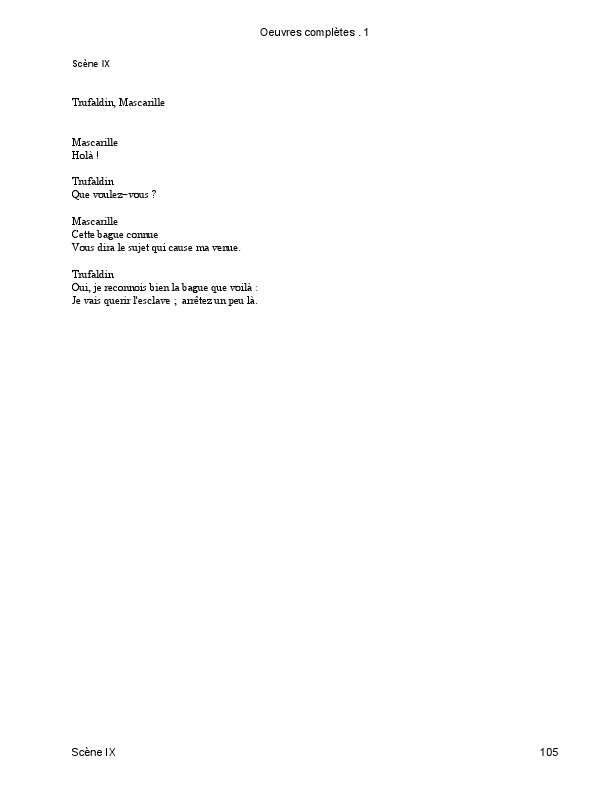 Oeuvres complètes . 1
Scène IX
Trufaldin, Mascarille
Mascarille
Holà !
Trufaldin
Que voulez-vous ?
Mascarille
Cette bague connue
Vous dira le sujet qui cause ma venue.
Trufaldin
Oui, je reconnois bien la bague que voilà :
Je vais querir l'esclave ; arrêtez un peu là.
Scène IX
105